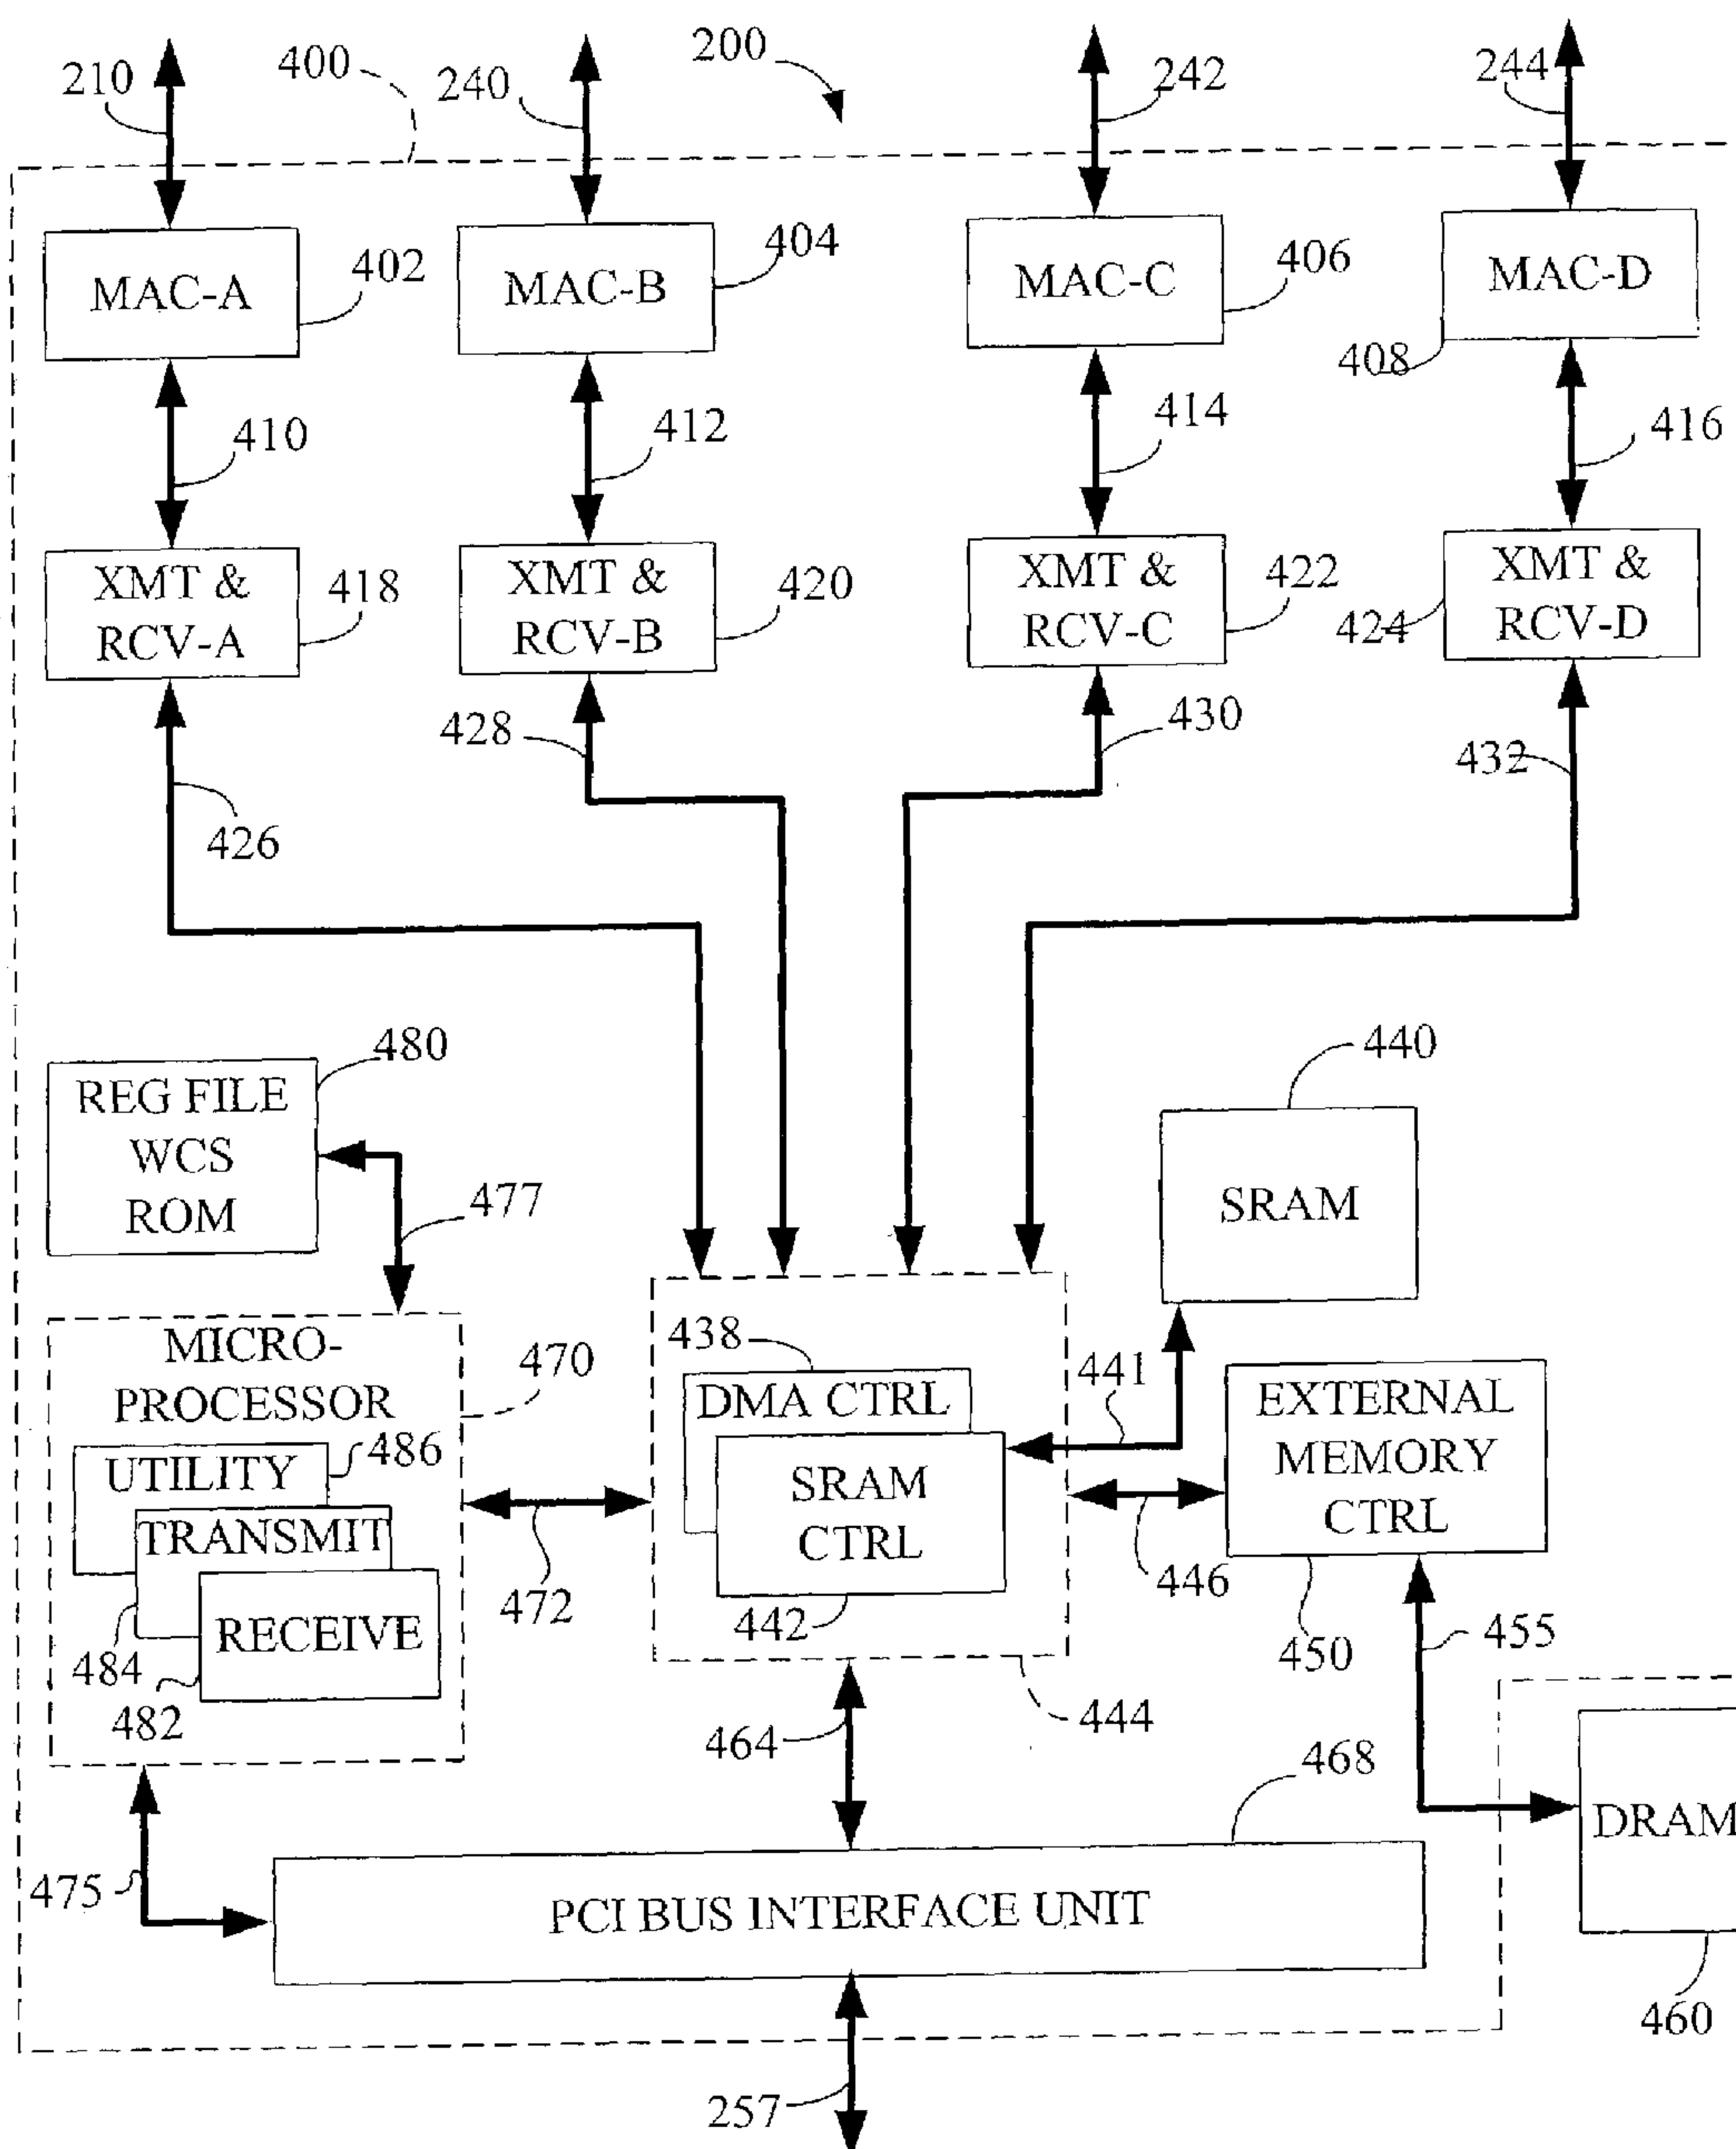 210
400
240
200
242
244
MAC-A
402
MAC-B
404
MAC-C
406
MAC-D
408
410
412
414
416
XMT &
RCV-A
418
XMT &
RCV-B
420
XMT &
RCV-C
422
XMT &
RCV-D
424
426
428
430
432
480
REG FILE
WCS
ROM
477
440
SRAM
MICRO-
PROCESSOR
470
486
UTILITY
TRANSMIT
RECEIVE
484
482
472
438
DMA CTRL
SRAM
CTRL
442
441
446
EXTERNAL
MEMORY
CTRL
450
455
444
464
468
475
PCI BUS INTERFACE UNIT
DRAM
460
257